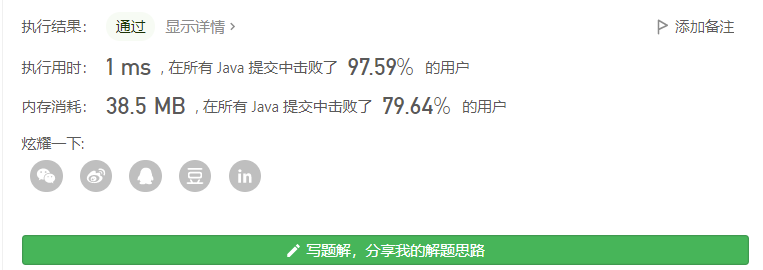 执行结果： 通过 显示详情 > 添加备注
执行用时： 1 ms , 在所有 Java 提交中击败了 97.59% 的用户
内存消耗： 38.5 MB , 在所有 Java 提交中击败了 79.64% 的用户
炫耀一下:
豆 in
写题解，分享我的解题思路